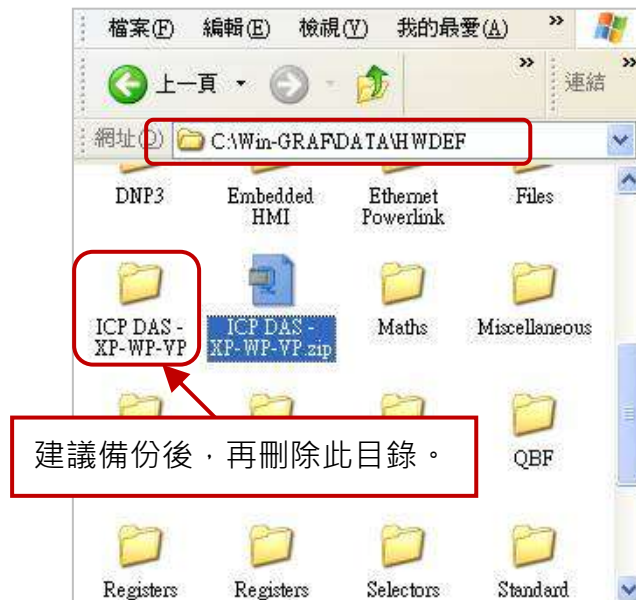 檔案(F) 編輯(E) 檢視(V) 我的最愛(A) »
上一頁 » 連結 »
網址(D) C:\Win-GRAF\DATA\HWDEF
DNP3 Embedded HMI Ethernet Powerlink Files
ICP DAS - XP-WP-VP ICP DAS - XP-WP-VP.zip Maths Miscellaneous
建議備份後，再刪除此目錄。
QBF
Registers Registers Selectors Standard